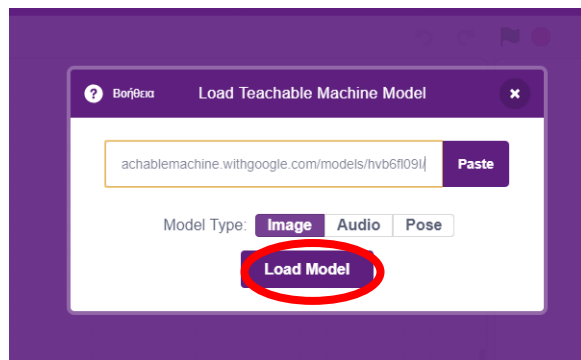 Βοήθεια Load Teachable Machine Model
achablemachine.withgoogle.com/models/hvb6fl09l/ Paste
Model Type: Image Audio Pose
Load Model